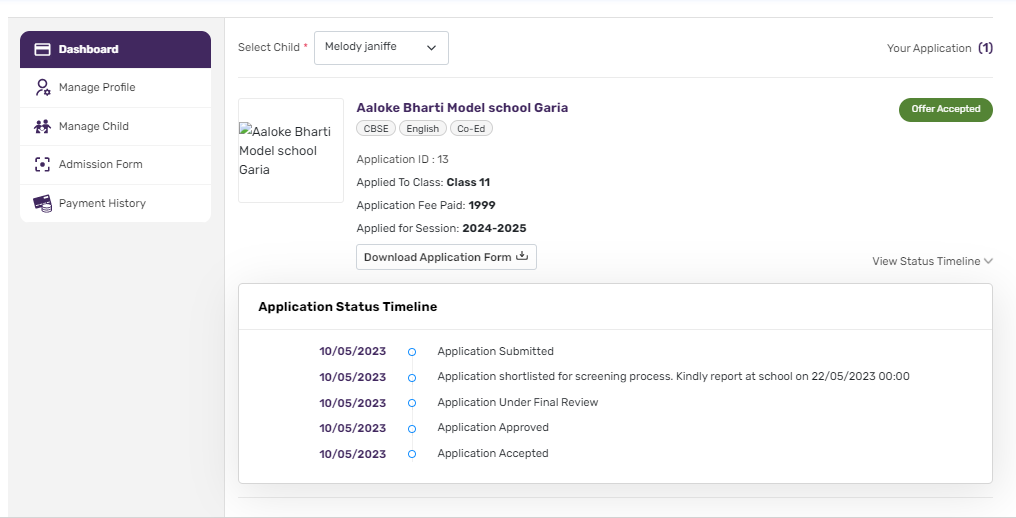 Dashboard
Manage Profile
Manage Child
Admission Form
Payment History
Select Child * Melody janiffe
Your Application (1)
Aaloke Bharti
Model school
Garia
Aaloke Bharti Model school Garia
Offer Accepted
CBSE English Co-Ed
Application ID : 13
Applied To Class: Class 11
Application Fee Paid: 1999
Applied for Session: 2024-2025
Download Application Form
View Status Timeline
Application Status Timeline
10/05/2023 Application Submitted
10/05/2023 Application shortlisted for screening process. Kindly report at school on 22/05/2023 00:00
10/05/2023 Application Under Final Review
10/05/2023 Application Approved
10/05/2023 Application Accepted